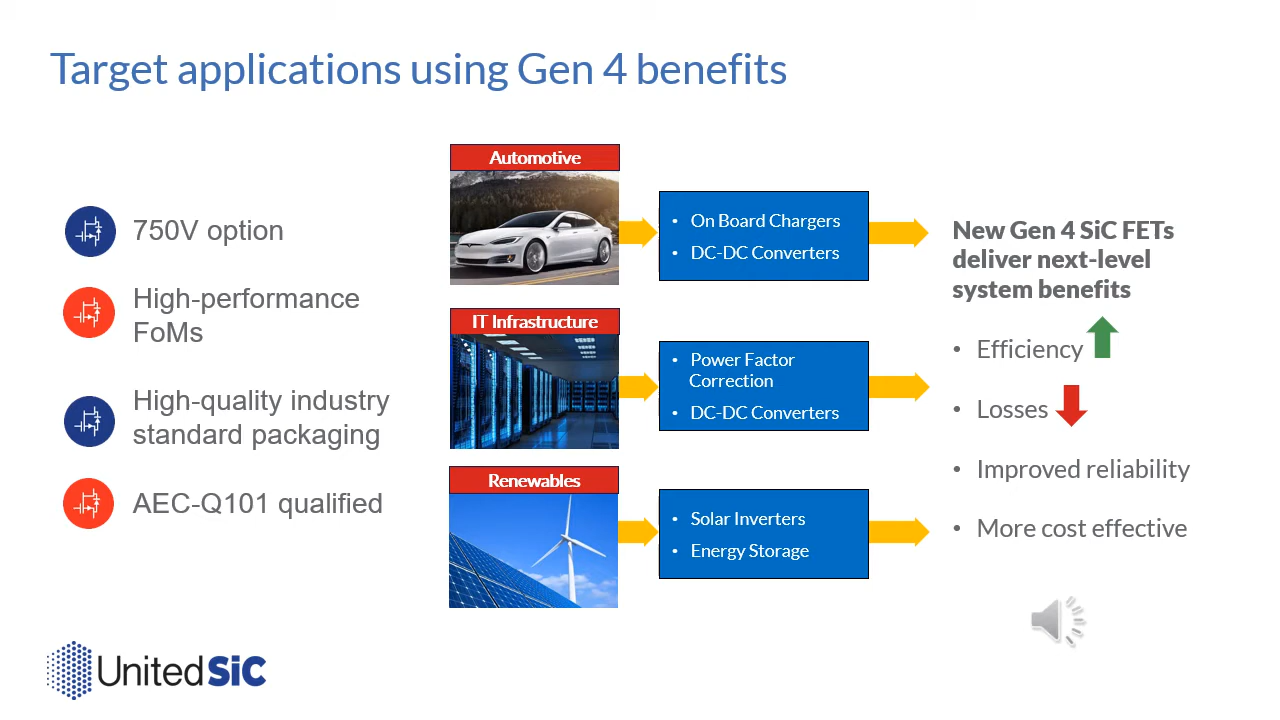 Target applications using Gen 4 benefits
750V option
High-performance
FoMs
High-quality industry
standard packaging
AEC-Q101 qualified
Automotive
• On Board Chargers
• DC-DC Converters
IT Infrastructure
• Power Factor
Correction
• DC-DC Converters
Renewables
• Solar Inverters
• Energy Storage
New Gen 4 SiC FETs
deliver next-level
system benefits
• Efficiency
• Losses
• Improved reliability
• More cost effective
UnitedSiC